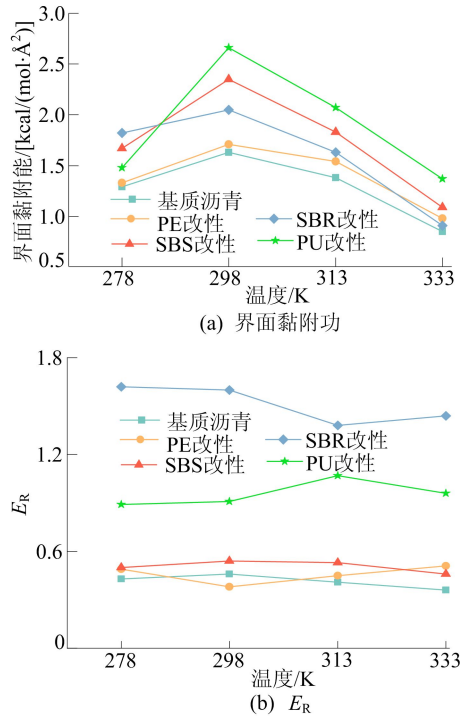 界面黏附能/[kcal/(mol·Å²)]
3.0
2.5
2.0
1.5
1.0
0.5
基质沥青
PE改性
SBR改性
SBS改性
PU改性
278 298 313 333
温度/K
(a) 界面黏附功
E_R
1.8
1.2
0.6
0
基质沥青
PE改性
SBR改性
SBS改性
PU改性
278 298 313 333
温度/K
(b) E_R